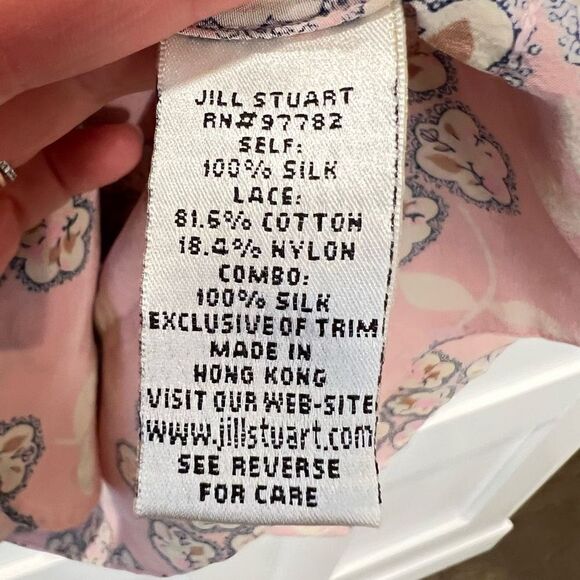 JILL STUART
RN#97782
SELF:
100% SILK
LACE:
81.6% COTTON
18.4% NYLON
COMBO:
100% SILK
EXCLUSIVE OF TRIM
MADE IN
HONG KONG
VISIT OUR WEB-SITE
www.jillstuart.com
SEE REVERSE
FOR CARE